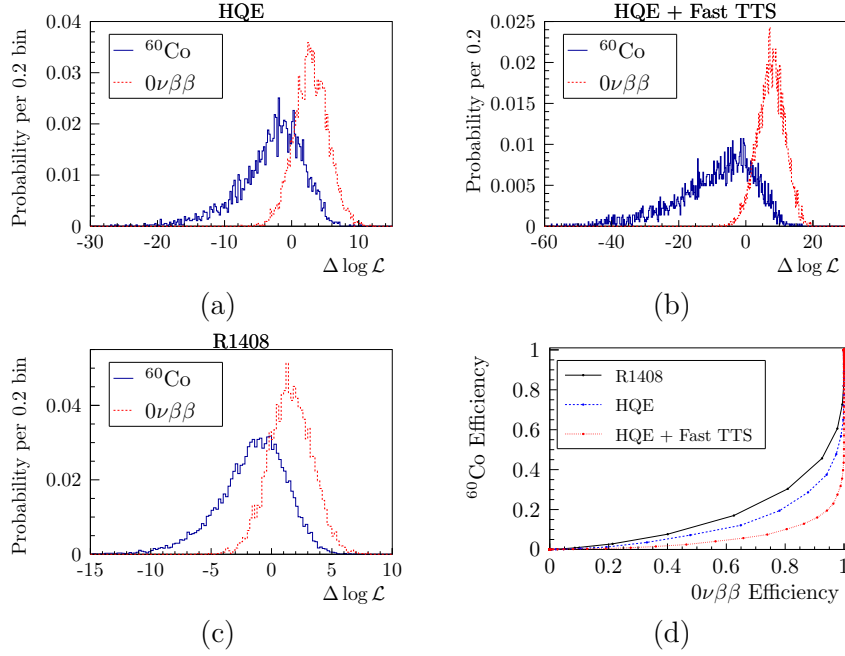 HQE
Probability per 0.2 bin
0.04
0.03
0.02
0.01
0
⁶⁰Co
0νββ
-30
-20
-10
0
10
Δ log ℒ
(a)
HQE + Fast TTS
Probability per 0.2
0.025
0.02
0.015
0.01
0.005
0
⁶⁰Co
0νββ
-60
-40
-20
0
20
Δ log ℒ
(b)
R1408
Probability per 0.2 bin
0.04
0.02
0
⁶⁰Co
0νββ
-15
-10
-5
0
5
10
Δ log ℒ
(c)
⁶⁰Co Efficiency
1
0.8
0.6
0.4
0.2
0
R1408
HQE
HQE + Fast TTS
0
0.2
0.4
0.6
0.8
1
0νββ Efficiency
(d)